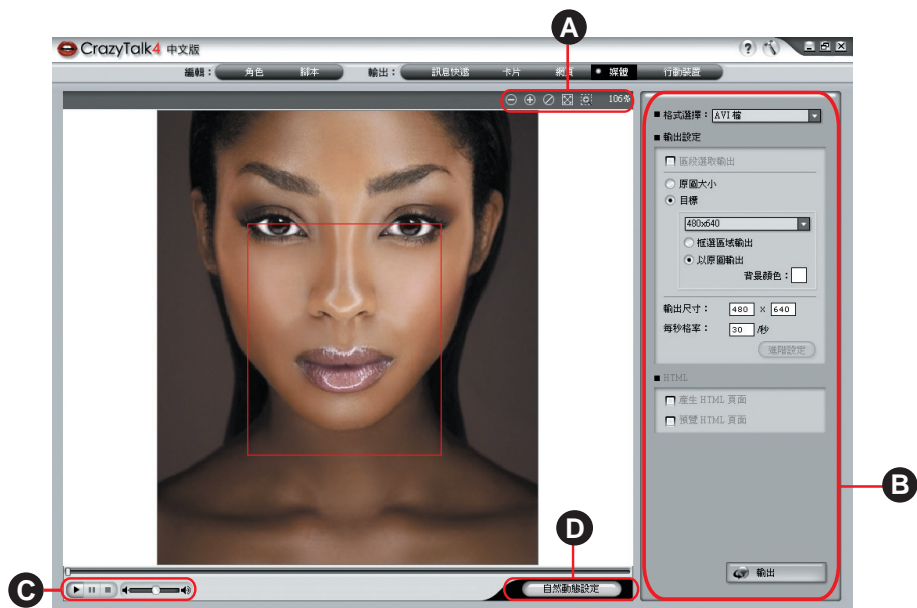 A
CrazyTalk4 中文版
編輯： 角色 腳本 輸出： 訊息快遞 卡片 網頁 媒體 行動裝置
106%
格式選擇： AVI 檔
輸出設定
區段選取輸出
原圖大小
目標
480x640
框選區域輸出
以原圖輸出
背景顏色：
輸出尺寸： 480 x 640
每秒格率： 30 /秒
進階設定
HTML
產生 HTML 頁面
預覽 HTML 頁面
B
D
C
自然動態設定
輸出